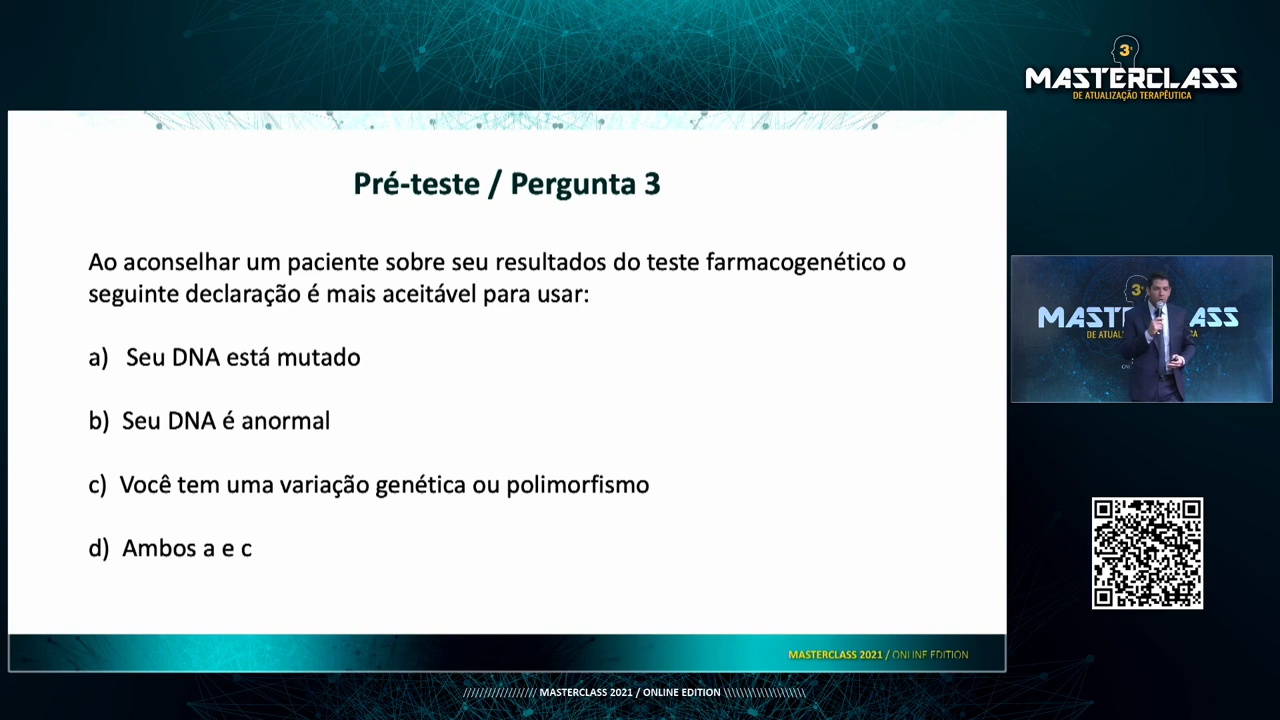 3ª
MASTERCLASS
DE ATUALIZAÇÃO TERAPÊUTICA
Pré-teste / Pergunta 3
Ao aconselhar um paciente sobre seu resultados do teste farmacogenético o
seguinte declaração é mais aceitável para usar:
a) Seu DNA está mutado
b) Seu DNA é anormal
c) Você tem uma variação genética ou polimorfismo
d) Ambos a e c
MASTERCLASS 2021 / ONLINE EDITION
////////////////// MASTERCLASS 2021 / ONLINE EDITION \\\\\\\\\\\\\\\\\\\\